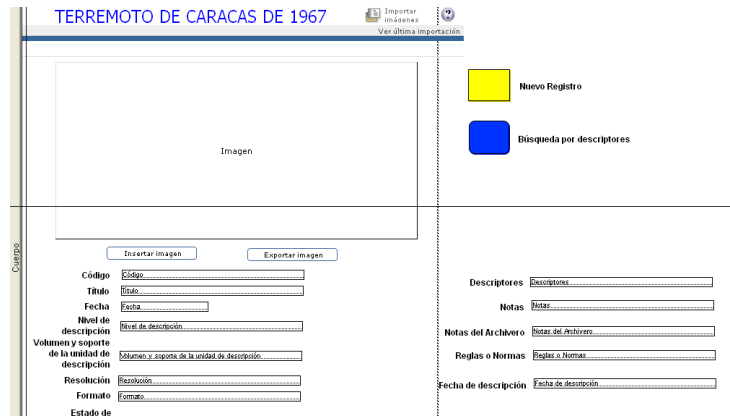 TERREMOTO DE CARACAS DE 1967
Importar
imágenes
Ver última importación
Nuevo Registro
Imagen
Búsqueda por descriptores
Cuerpo
Insertar imagen
Exportar imagen
Código
Código
Título
Título
Fecha
Fecha
Nivel de
descripción
Nivel de descripción
Volumen y soporte
de la unidad de
descripción
Volumen y soporte de la unidad de descripción
Resolución
Resolución
Formato
Formato
Estado de
Descriptores
Descriptores
Notas
Notas
Notas del Archivero
Notas del Archivero
Reglas o Normas
Reglas o Normas
Fecha de descripción
Fecha de descripción